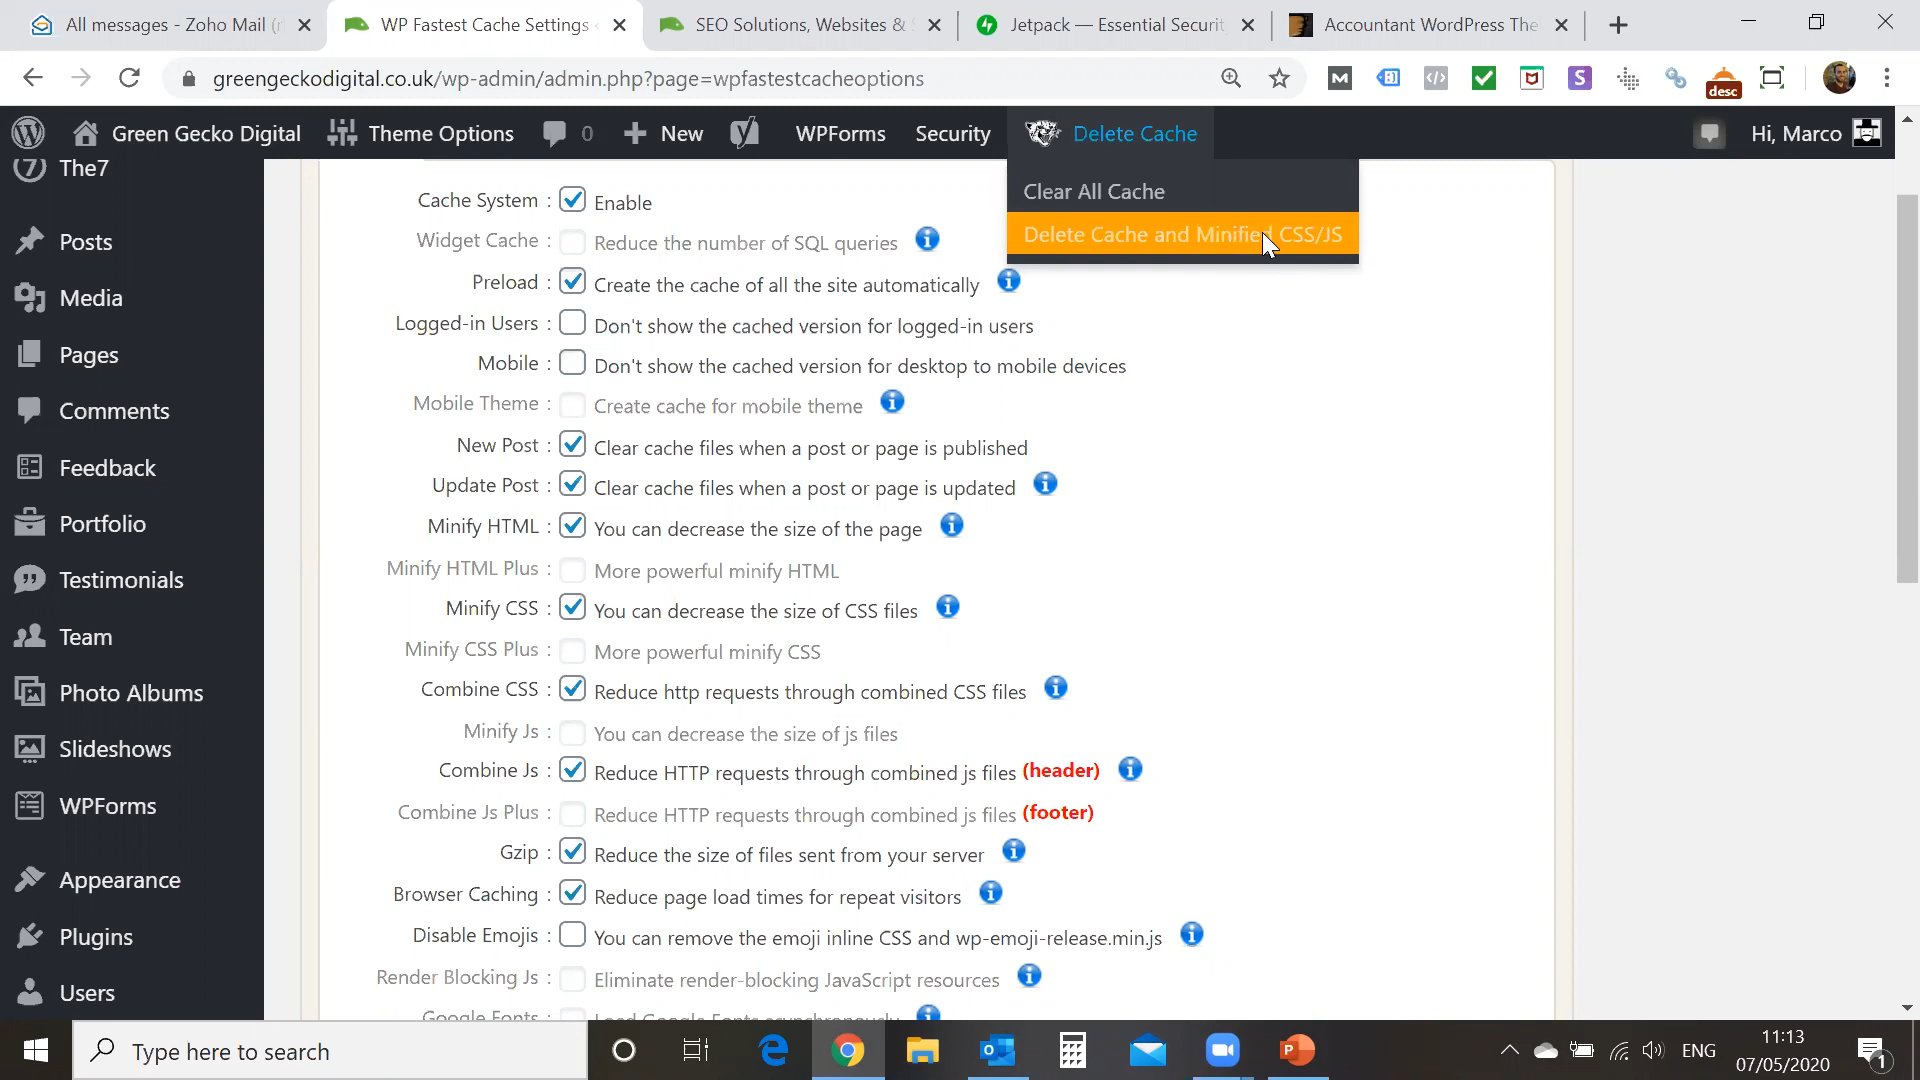 All messages - Zoho Mail (
WP Fastest Cache Settings
SEO Solutions, Websites &
Jetpack — Essential Securit
Accountant WordPress The
greengeckodigital.co.uk/wp-admin/admin.php?page=wpfastestcacheoptions
M
S
desc
Green Gecko Digital
Theme Options
0
New
WPForms
Security
Delete Cache
Hi, Marco
Clear All Cache
Delete Cache and Minified CSS/JS
The7
Posts
Media
Pages
Comments
Feedback
Portfolio
Testimonials
Team
Photo Albums
Slideshows
WPForms
Appearance
Plugins
Users
Cache System : Enable
Widget Cache : Reduce the number of SQL queries
Preload : Create the cache of all the site automatically
Logged-in Users : Don't show the cached version for logged-in users
Mobile : Don't show the cached version for desktop to mobile devices
Mobile Theme : Create cache for mobile theme
New Post : Clear cache files when a post or page is published
Update Post : Clear cache files when a post or page is updated
Minify HTML : You can decrease the size of the page
Minify HTML Plus : More powerful minify HTML
Minify CSS : You can decrease the size of CSS files
Minify CSS Plus : More powerful minify CSS
Combine CSS : Reduce http requests through combined CSS files
Minify Js : You can decrease the size of js files
Combine Js : Reduce HTTP requests through combined js files (header)
Combine Js Plus : Reduce HTTP requests through combined js files (footer)
Gzip : Reduce the size of files sent from your server
Browser Caching : Reduce page load times for repeat visitors
Disable Emojis : You can remove the emoji inline CSS and wp-emoji-release.min.js
Render Blocking Js : Eliminate render-blocking JavaScript resources
Google Fonts : Load Google Fonts asynchronously
Type here to search
ENG
11:13
07/05/2020
1